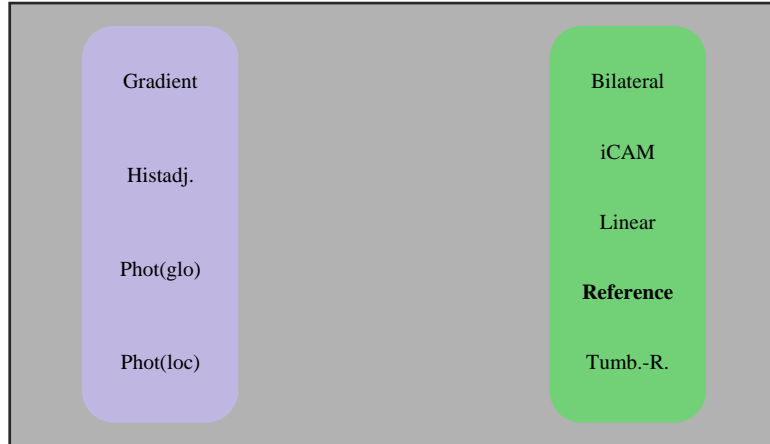 Gradient
Histadj.
Phot(glo)
Phot(loc)
Bilateral
iCAM
Linear
Reference
Tumb.-R.